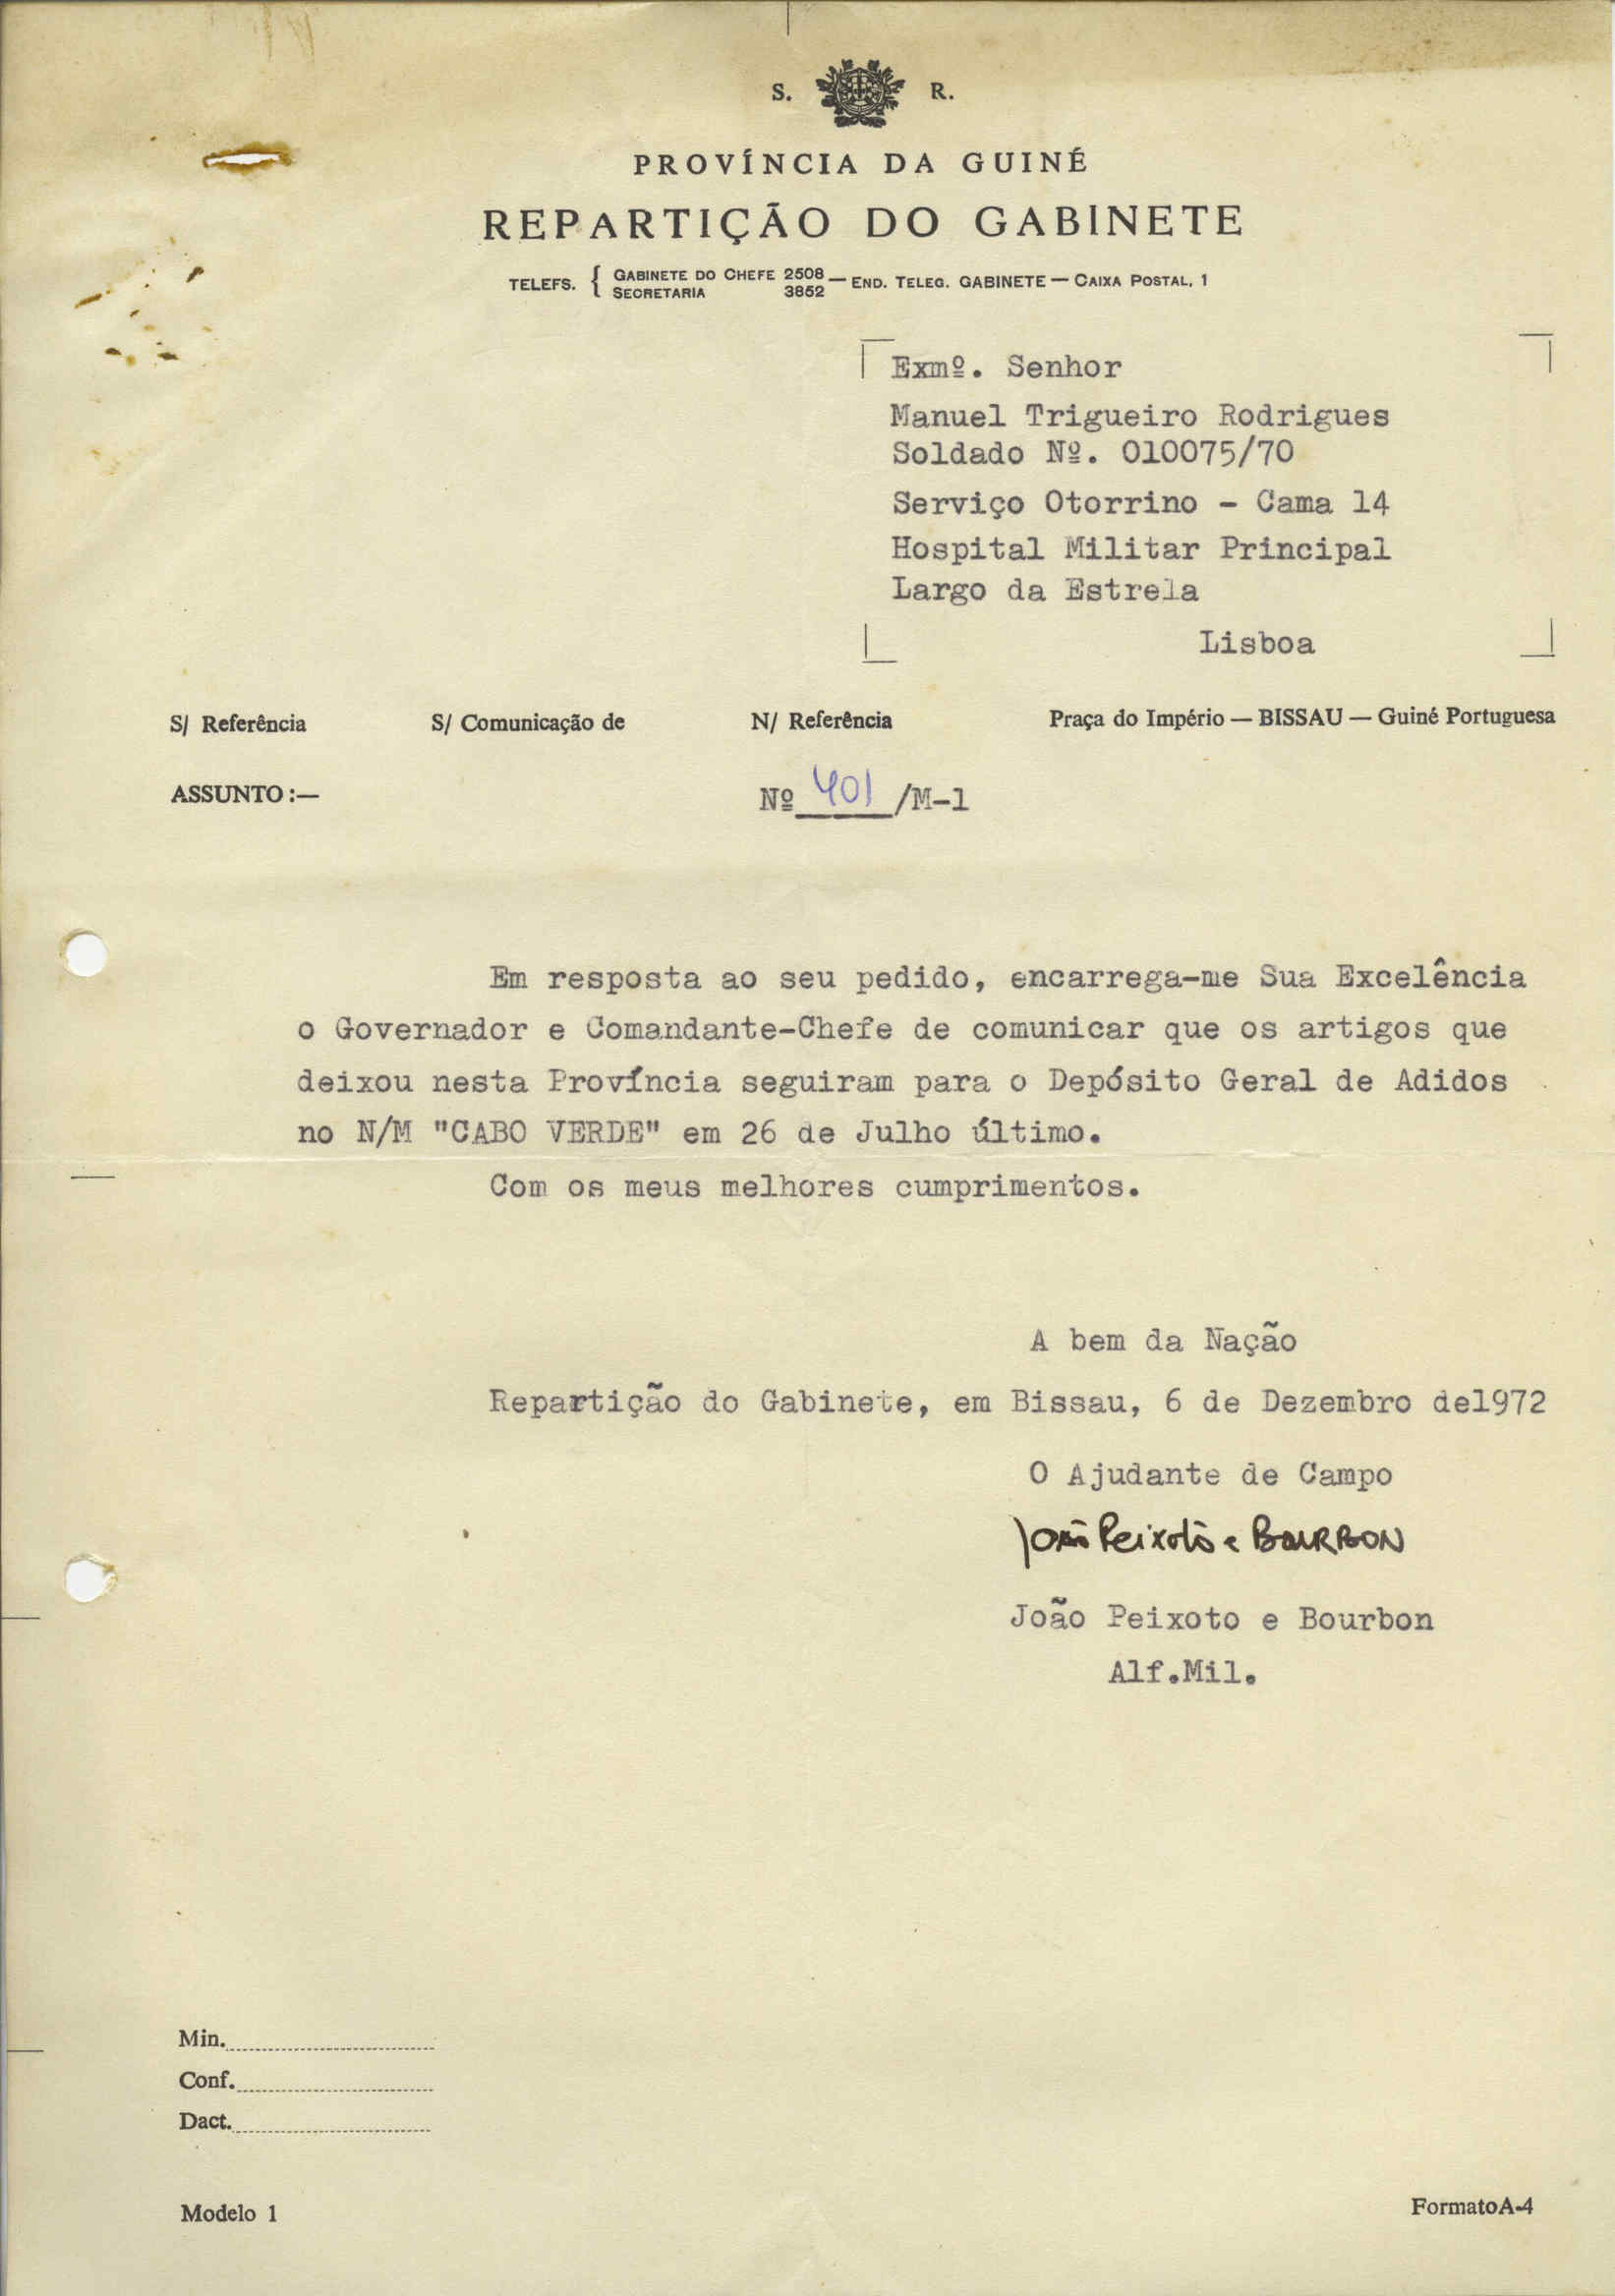 S. R.
PROVÍNCIA DA GUINÉ
REPARTIÇÃO DO GABINETE
TELEFS. { GABINETE DO CHEFE 2508 — END. TELEG. GABINETE — CAIXA POSTAL, 1
SECRETARIA 3852
Exmº. Senhor
Manuel Trigueiro Rodrigues
Soldado Nº. 010075/70
Serviço Otorrino - Cama 14
Hospital Militar Principal
Largo da Estrela
Lisboa
S/ Referência S/ Comunicação de N/ Referência Praça do Império — BISSAU — Guiné Portuguesa
ASSUNTO :— Nº 401 /M-1
Em resposta ao seu pedido, encarrega-me Sua Excelência
o Governador e Comandante-Chefe de comunicar que os artigos que
deixou nesta Província seguiram para o Depósito Geral de Adidos
no N/M "CABO VERDE" em 26 de Julho último.
Com os meus melhores cumprimentos.
A bem da Nação
Repartição do Gabinete, em Bissau, 6 de Dezembro de1972
O Ajudante de Campo
João Peixoto e BOURBON
João Peixoto e Bourbon
Alf.Mil.
Min.
Conf.
Dact.
Modelo 1 FormatoA-4